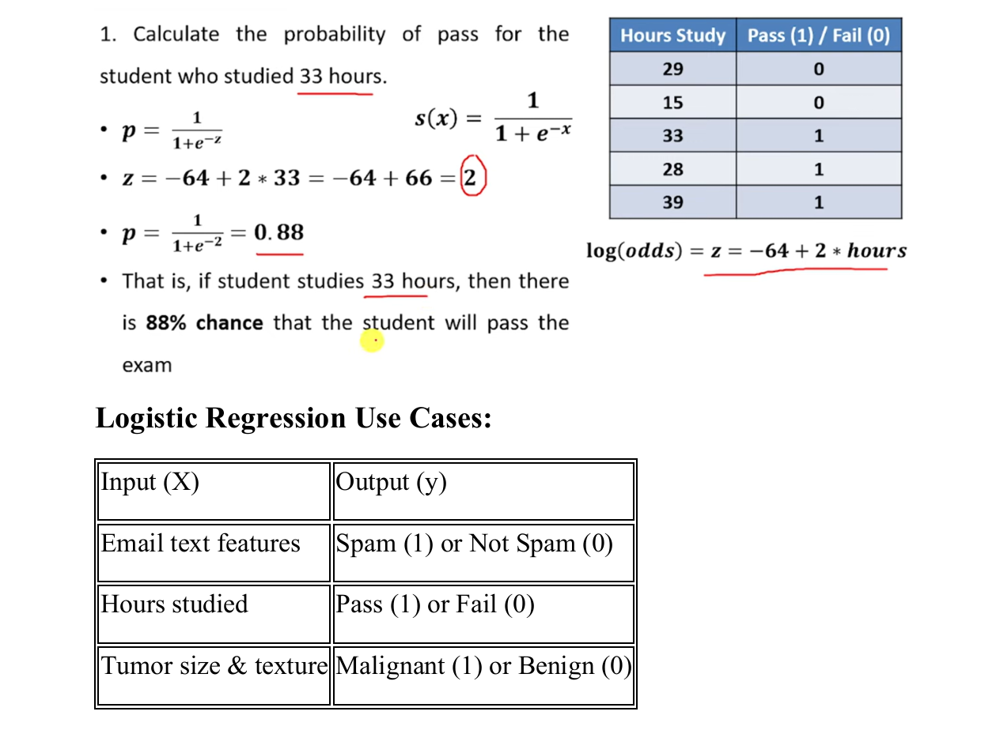 1. Calculate the probability of pass for the
student who studied 33 hours.
• p = 1/(1+e^−z)
s(x) = 1/(1 + e^−x)
• z = −64 + 2 ∗ 33 = −64 + 66 = 2
• p = 1/(1+e^−2) = 0.88
• That is, if student studies 33 hours, then there
is 88% chance that the student will pass the
exam
Hours Study Pass (1) / Fail (0)
29 0
15 0
33 1
28 1
39 1
log(odds) = z = −64 + 2 ∗ hours
Logistic Regression Use Cases:
Input (X) Output (y)
Email text features Spam (1) or Not Spam (0)
Hours studied Pass (1) or Fail (0)
Tumor size & texture Malignant (1) or Benign (0)